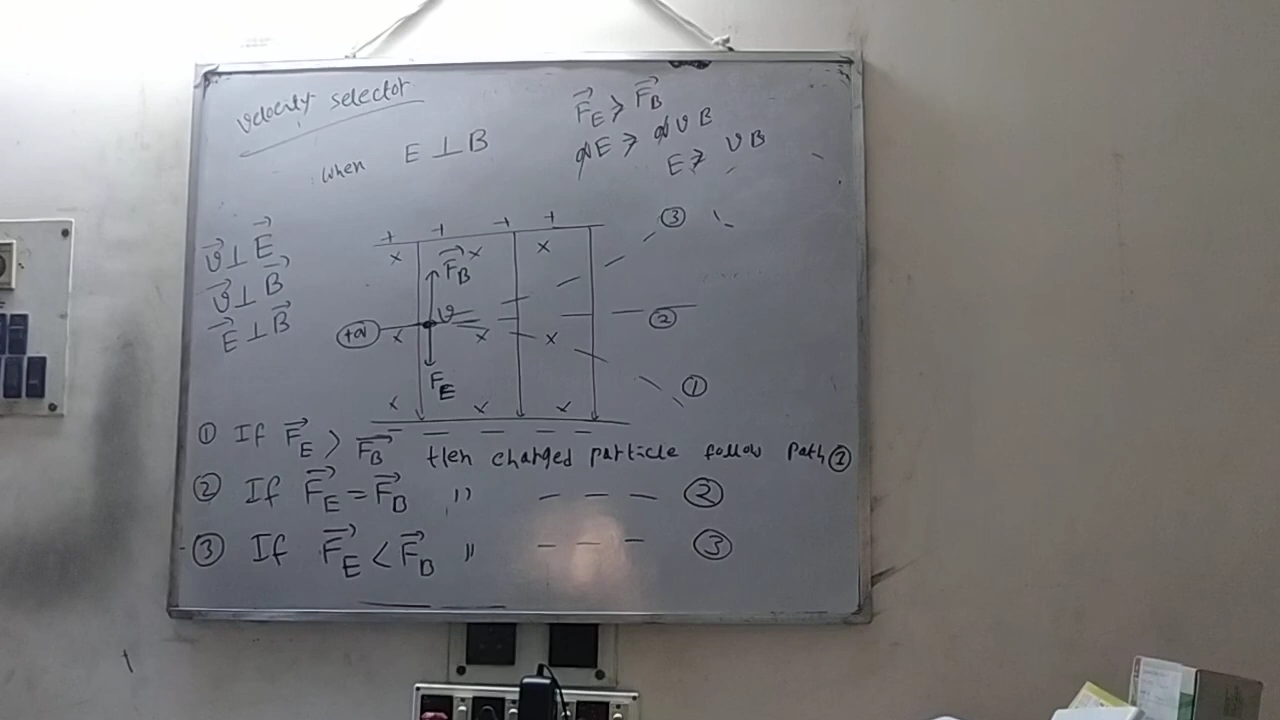 velocity selector
when E ⊥ B
F⃗E > F⃗B
qE > qvB
E > vB
v⃗ ⊥ E⃗
v⃗ ⊥ B⃗
E⃗ ⊥ B⃗
+ + + +
x x x
F⃗B
v
+q
x x x
FE
x x x
– – – – –
③
②
①
① If F⃗E > F⃗B then charged particle follow path ①
② If F⃗E = F⃗B " – – – ②
③ If F⃗E < F⃗B " – – – ③